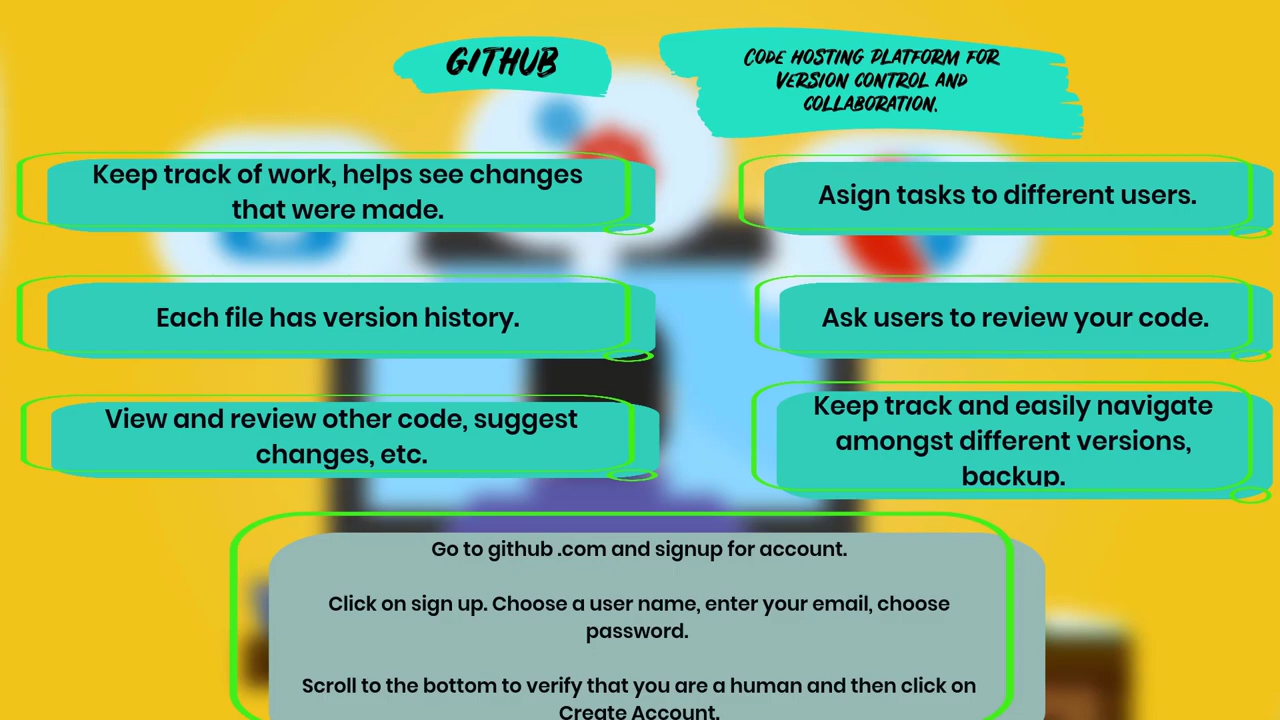 GITHUB
CODE HOSTING PLATFORM FOR
VERSION CONTROL AND
COLLABORATION.
Keep track of work, helps see changes
that were made.
Asign tasks to different users.
Each file has version history.
Ask users to review your code.
View and review other code, suggest
changes, etc.
Keep track and easily navigate
amongst different versions,
backup.
Go to github .com and signup for account.
Click on sign up. Choose a user name, enter your email, choose
password.
Scroll to the bottom to verify that you are a human and then click on
Create Account.